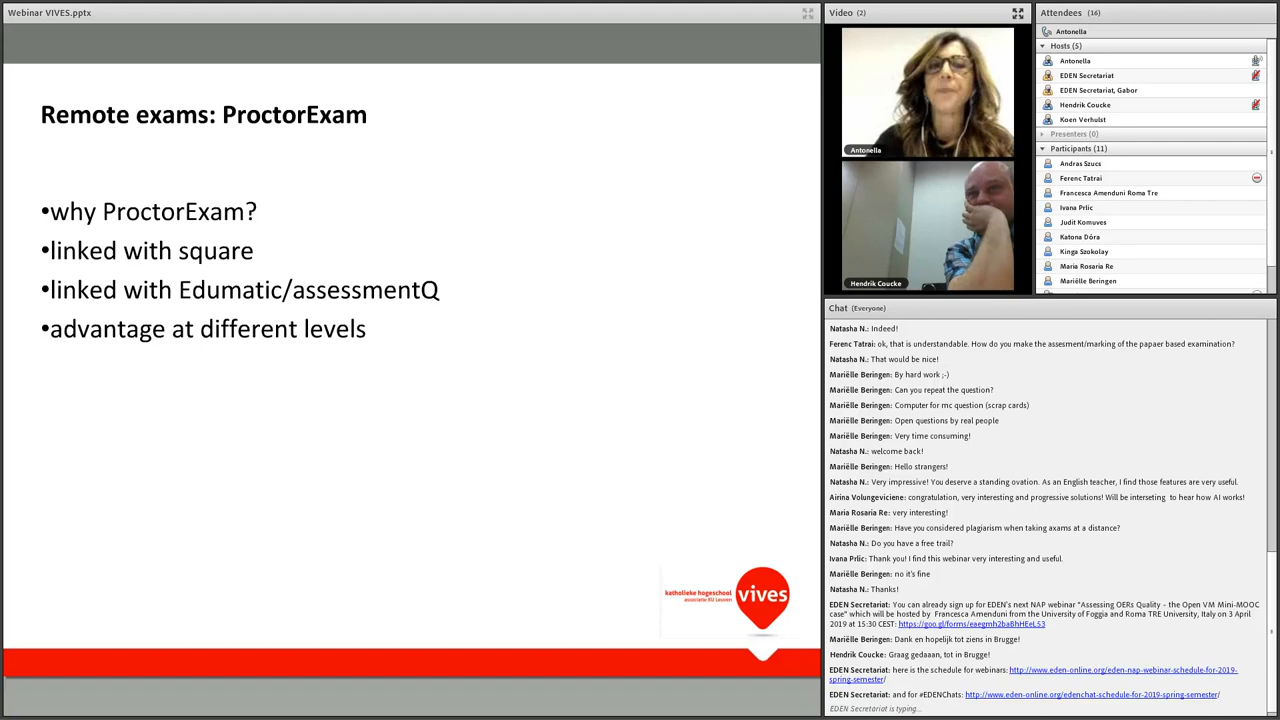 Webinar VIVES.pptx
Remote exams: ProctorExam
•why ProctorExam?
•linked with square
•linked with Edumatic/assessmentQ
•advantage at different levels
katholieke hogeschool
associatie KU Leuven
vives
Video (2)
Antonella
Hendrik Coucke
Attendees (16)
Antonella
Hosts (5)
Antonella
EDEN Secretariat
EDEN Secretariat, Gabor
Hendrik Coucke
Koen Verhulst
Presenters (0)
Participants (11)
Andras Szucs
Ferenc Tatrai
Francesca Amenduni Roma Tre
Ivana Prlic
Judit Komuves
Katona Dóra
Kinga Szokolay
Maria Rosaria Re
Mariëlle Beringen
Chat (Everyone)
Natasha N.: Indeed!
Ferenc Tatrai: ok, that is understandable. How do you make the assesment/marking of the papaer based examination?
Natasha N.: That would be nice!
Mariëlle Beringen: By hard work ;-)
Mariëlle Beringen: Can you repeat the question?
Mariëlle Beringen: Computer for mc question (scrap cards)
Mariëlle Beringen: Open questions by real people
Mariëlle Beringen: Very time consuming!
Natasha N.: welcome back!
Mariëlle Beringen: Hello strangers!
Natasha N.: Very impressive! You deserve a standing ovation. As an English teacher, I find those features are very useful.
Airina Volungeviciene: congratulation, very interesting and progressive solutions! Will be interseting to hear how AI works!
Maria Rosaria Re: very interesting!
Mariëlle Beringen: Have you considered plagiarism when taking axams at a distance?
Natasha N.: Do you have a free trail?
Ivana Prlic: Thank you! I find this webinar very interesting and useful.
Mariëlle Beringen: no it's fine
Natasha N.: Thanks!
EDEN Secretariat: You can already sign up for EDEN's next NAP webinar "Assessing OERs Quality – the Open VM Mini-MOOC
case" which will be hosted by Francesca Amenduni from the University of Foggia and Roma TRE University, Italy on 3 April
2019 at 15:30 CEST: https://goo.gl/forms/eaegmh2baBhHEeL53
Mariëlle Beringen: Dank en hopelijk tot ziens in Brugge!
Hendrik Coucke: Graag gedaaan, tot in Brugge!
EDEN Secretariat: here is the schedule for webinars: http://www.eden-online.org/eden-nap-webinar-schedule-for-2019-
spring-semester/
EDEN Secretariat: and for #EDENChats: http://www.eden-online.org/edenchat-schedule-for-2019-spring-semester/
EDEN Secretariat is typing...